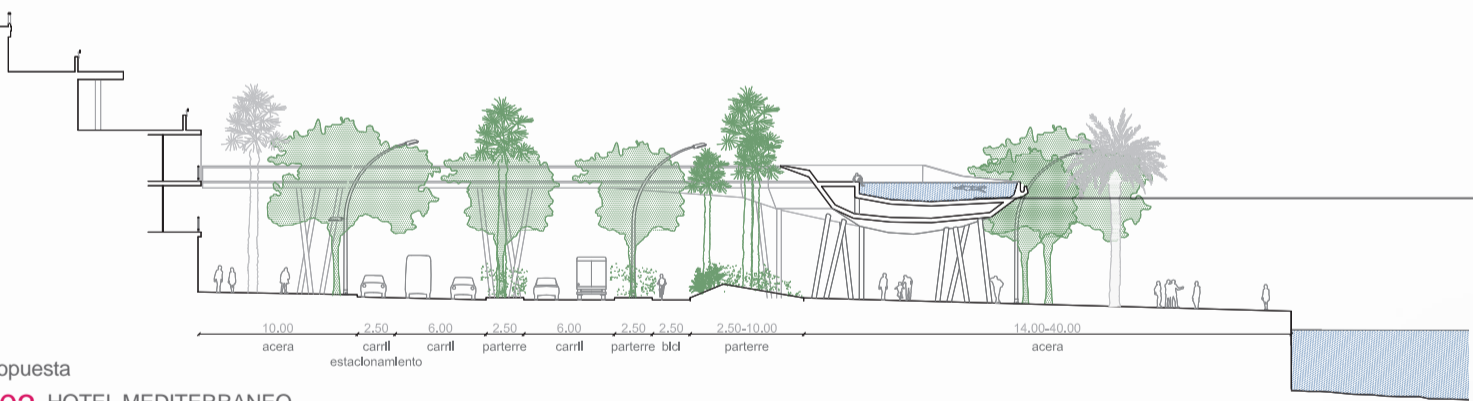 10.00 2.50 6.00 2.50 6.00 2.50 2.50 2.50-10.00 14.00-40.00
acera carril carril parterre carril parterre bici parterre acera
estacionamiento
opuesta
HOTEL MEDITERRANEO